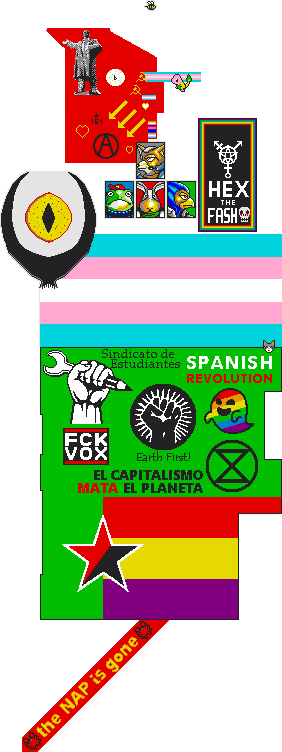 HEX
THE
FASH
Sindicato de
Estudiantes
SPANISH
REVOLUTION
FCK
VOX
Earth First!
EL CAPITALISMO
MATA EL PLANETA
the NAP is gone